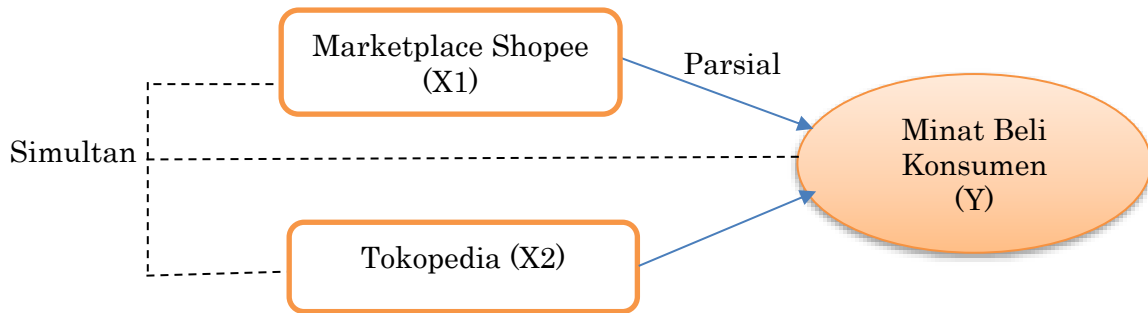 Marketplace Shopee
(X1)
Parsial
Minat Beli
Konsumen
(Y)
Simultan
Tokopedia (X2)